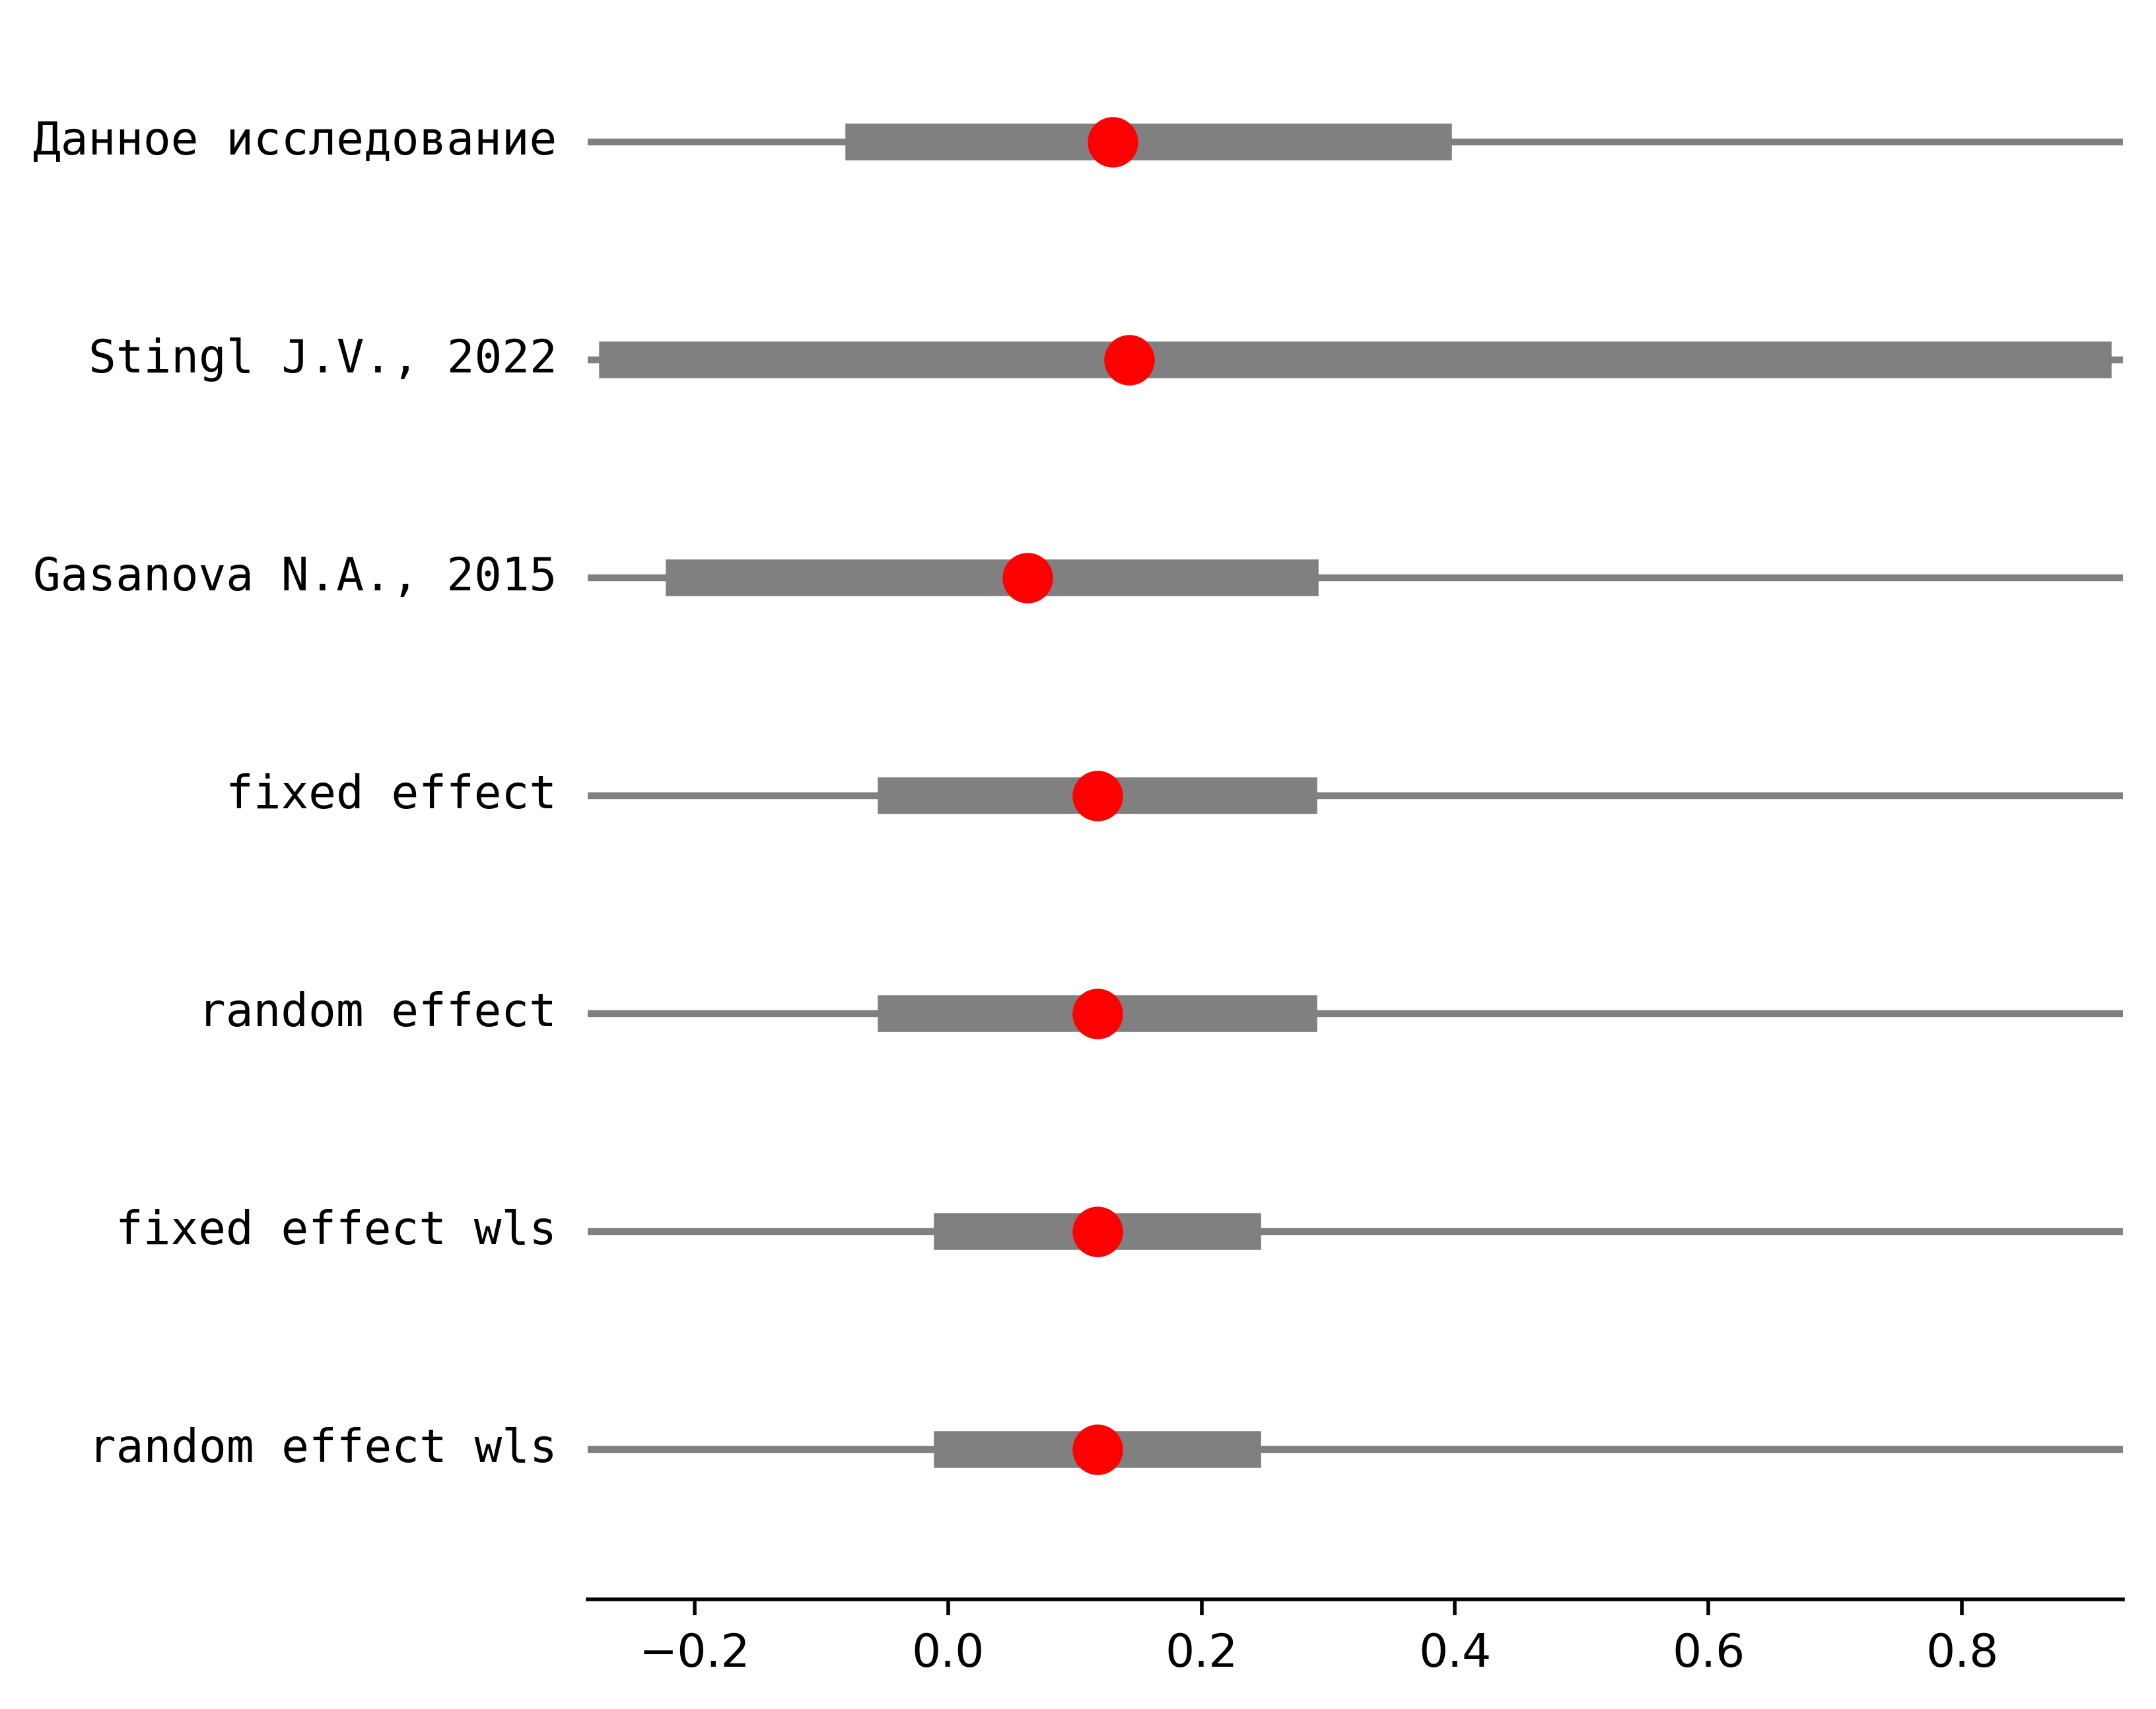 Данное исследование
Stingl J.V., 2022
Gasanova N.A., 2015
fixed effect
random effect
fixed effect wls
random effect wls
−0.2 0.0 0.2 0.4 0.6 0.8